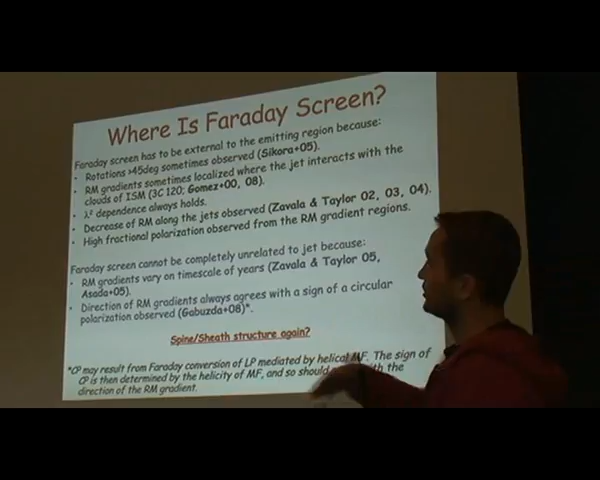 Where Is Faraday Screen?
Faraday screen has to be external to the emitting region because:
• Rotations >45deg sometimes observed (Sikora+05).
• RM gradients sometimes localized where the jet interacts with the
clouds of ISM (3C 120; Gomez+00, 08).
• λ² dependence always holds.
• Decrease of RM along the jets observed (Zavala & Taylor 02, 03, 04).
• High fractional polarization observed from the RM gradient regions.
Faraday screen cannot be completely unrelated to jet because:
• RM gradients vary on timescale of years (Zavala & Taylor 05,
Asada+05).
• Direction of RM gradients always agrees with a sign of a circular
polarization observed (Gabuzda+08)*.
Spine/Sheath structure again?
*CP may result from Faraday conversion of LP mediated by helical MF. The sign of
CP is then determined by the helicity of MF, and so should the
direction of the RM gradient.